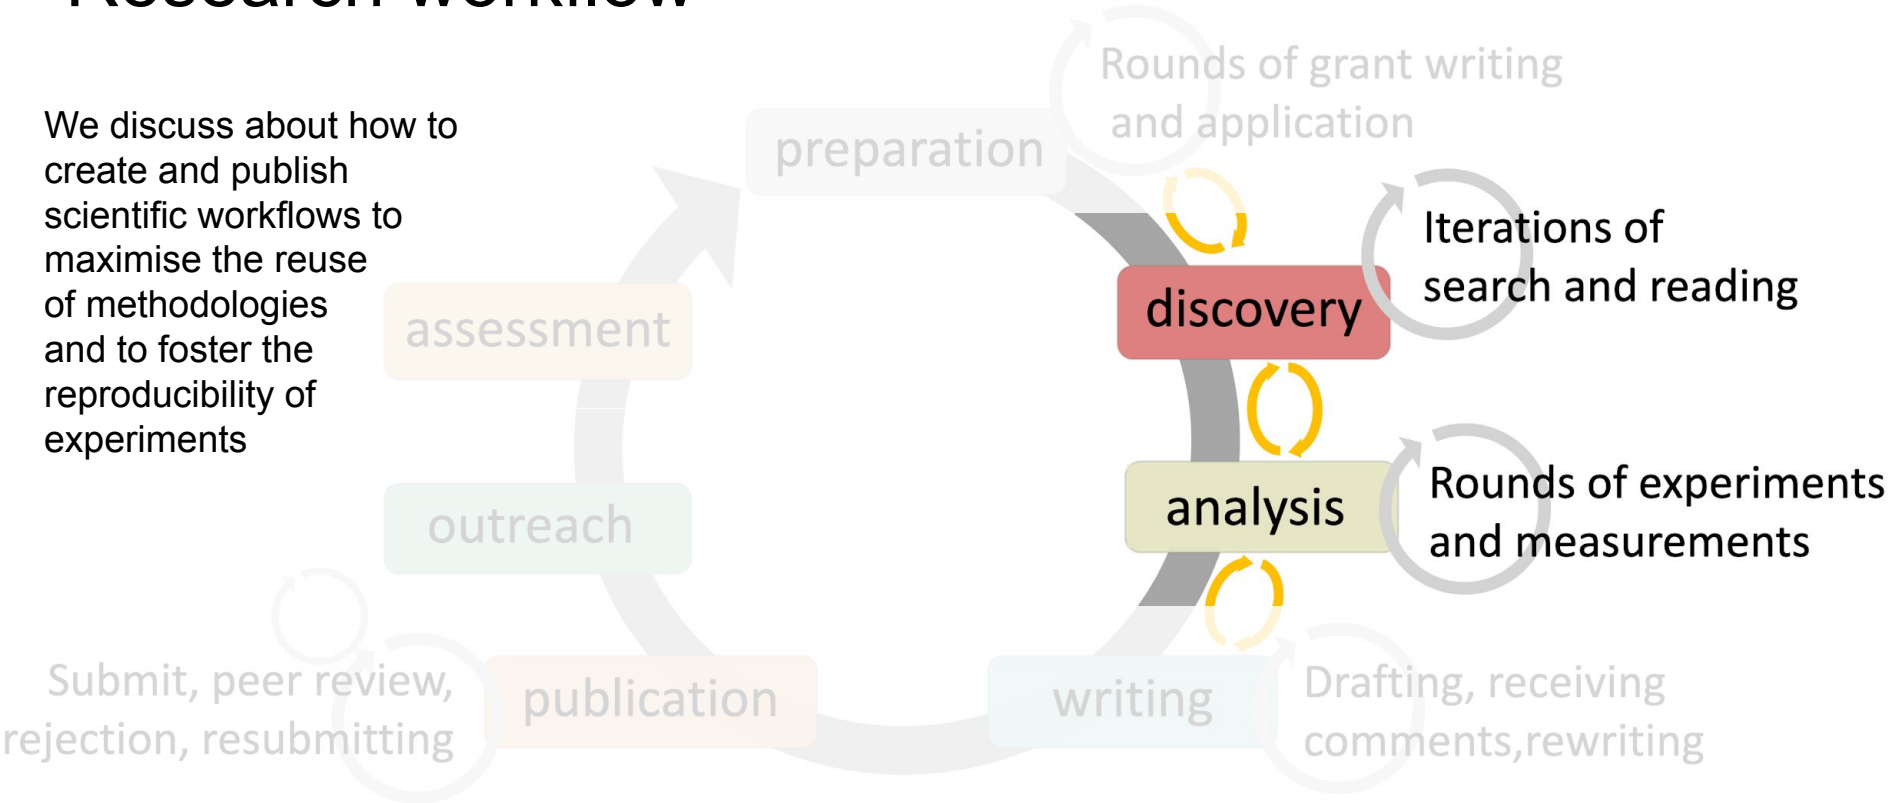 Research workflow
We discuss about how to
create and publish
scientific workflows to
maximise the reuse
of methodologies
and to foster the
reproducibility of
experiments
preparation
Rounds of grant writing
and application
discovery
Iterations of
search and reading
analysis
Rounds of experiments
and measurements
writing
Drafting, receiving
comments,rewriting
publication
Submit, peer review,
rejection, resubmitting
outreach
assessment